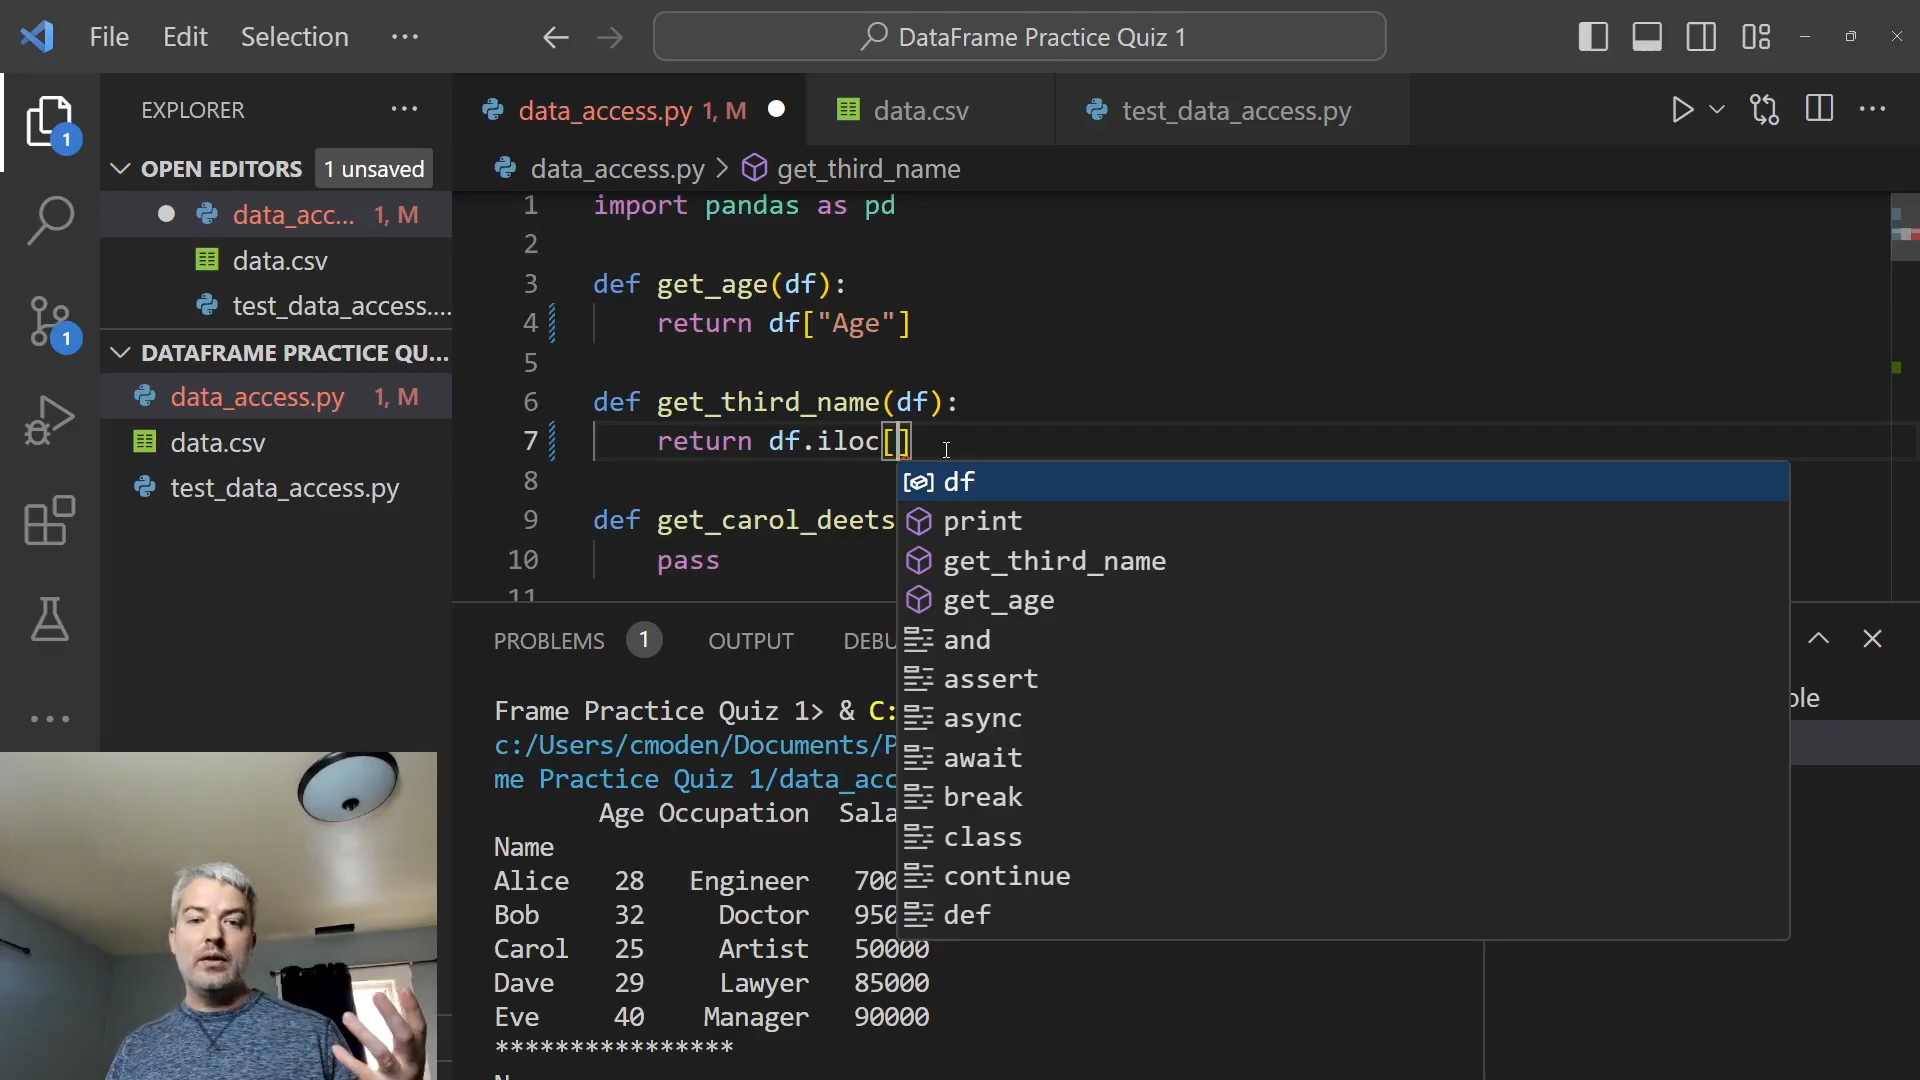 File Edit Selection ···
DataFrame Practice Quiz 1
EXPLORER ···
OPEN EDITORS 1 unsaved
data_acc... 1, M
data.csv
test_data_access....
DATAFRAME PRACTICE QU...
data_access.py 1, M
data.csv
test_data_access.py
1
1
data_access.py 1, M
data.csv
test_data_access.py
data_access.py > get_third_name
1 import pandas as pd
2
3 def get_age(df):
4 return df["Age"]
5
6 def get_third_name(df):
7 return df.iloc[]
8
9 def get_carol_deets
10 pass
11
df
print
get_third_name
get_age
and
assert
async
await
break
class
continue
def
PROBLEMS 1 OUTPUT DEBU
Frame Practice Quiz 1> & C:
c:/Users/cmoden/Documents/P
me Practice Quiz 1/data_acc
Age Occupation Sala
Name
Alice 28 Engineer 700
Bob 32 Doctor 950
Carol 25 Artist 50000
Dave 29 Lawyer 85000
Eve 40 Manager 90000
****************